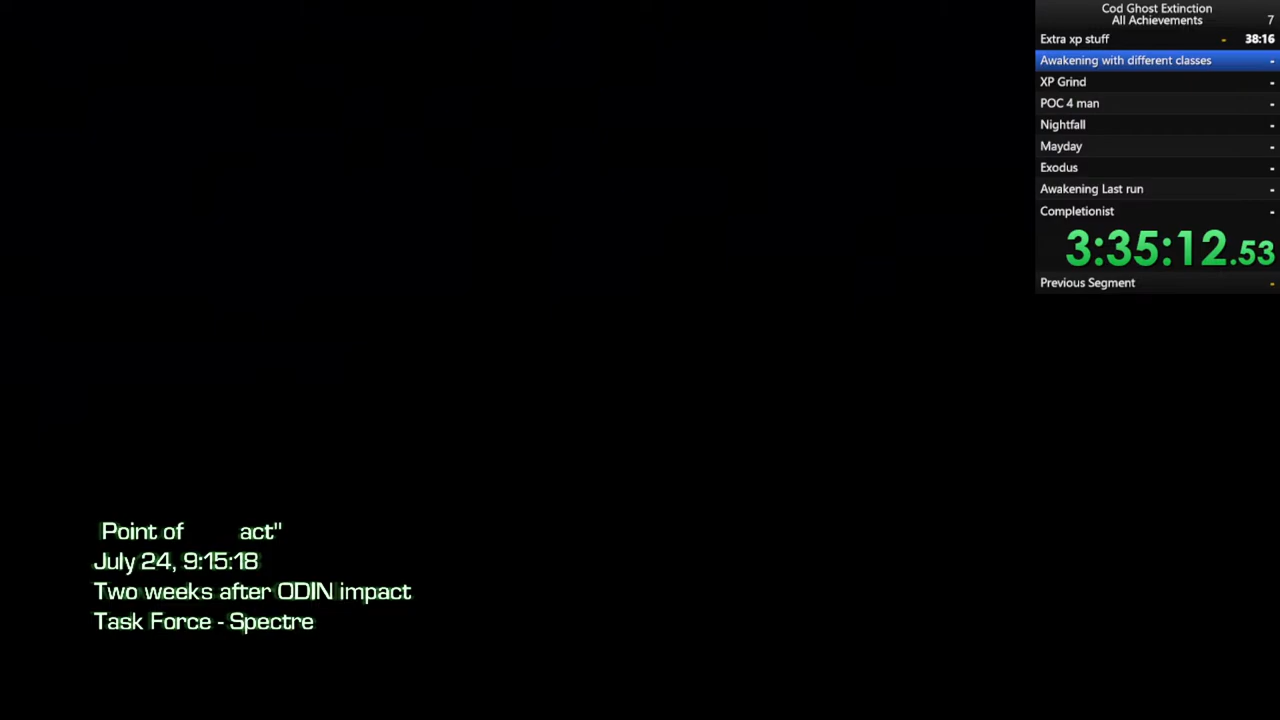 Cod Ghost Extinction
All Achievements 7
Extra xp stuff - 38:16
Awakening with different classes -
XP Grind -
POC 4 man -
Nightfall -
Mayday -
Exodus -
Awakening Last run -
Completionist -
3:35:12.53
Previous Segment -
Point of act"
July 24, 9:15:18
Two weeks after ODIN impact
Task Force - Spectre